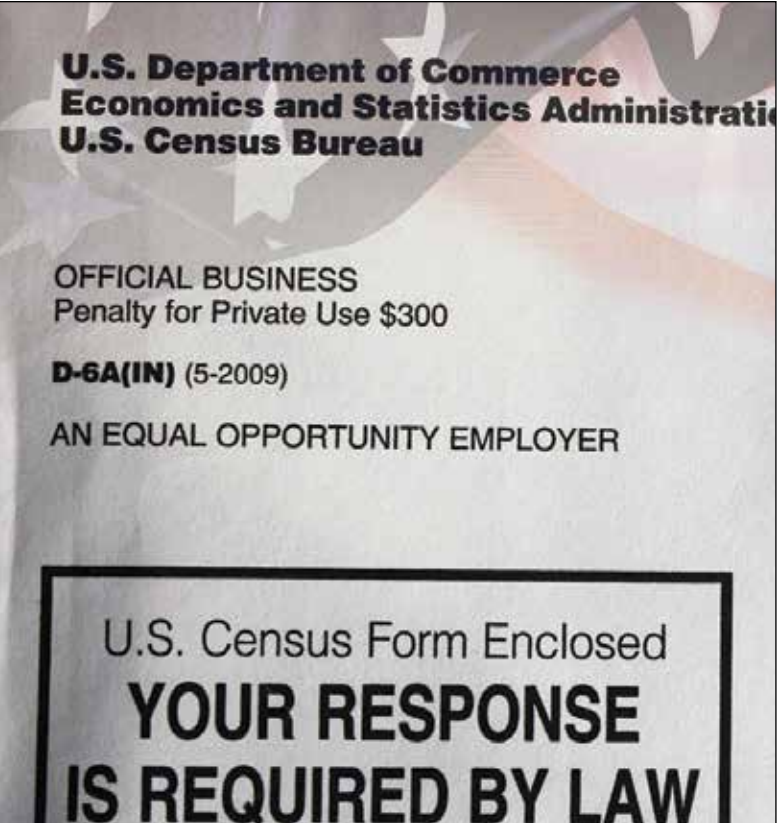 U.S. Department of Commerce
Economics and Statistics Administratio
U.S. Census Bureau
OFFICIAL BUSINESS
Penalty for Private Use $300
D-6A(IN) (5-2009)
AN EQUAL OPPORTUNITY EMPLOYER
U.S. Census Form Enclosed
YOUR RESPONSE
IS REQUIRED BY LAW